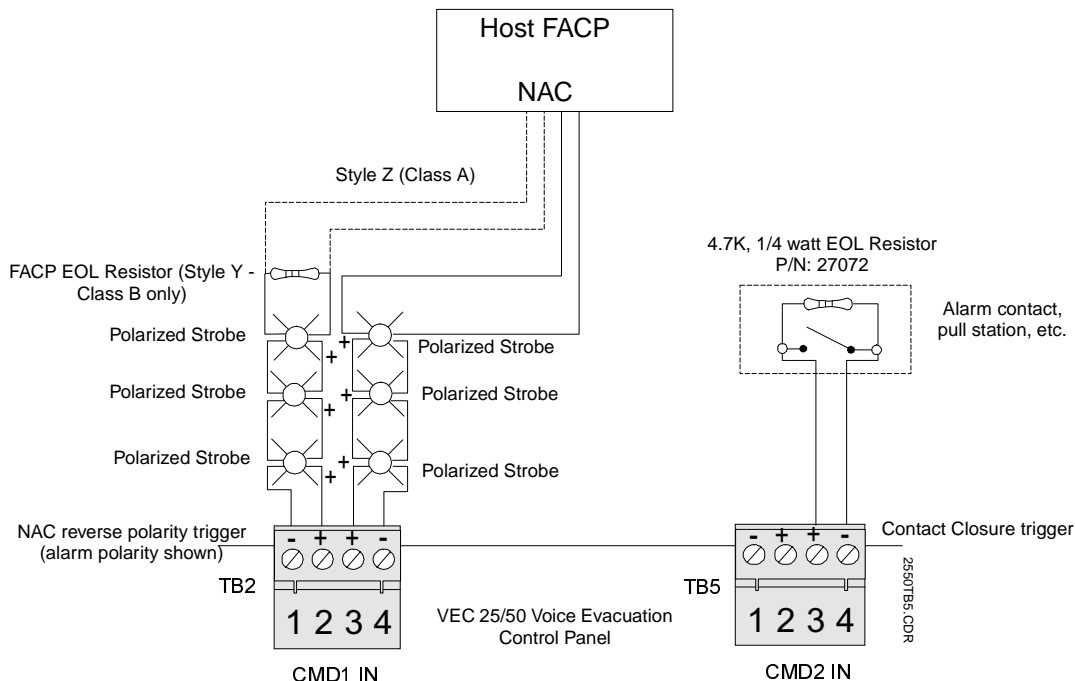 Host FACP
NAC
Style Z (Class A)
4.7K, 1/4 watt EOL Resistor
P/N: 27072
FACP EOL Resistor (Style Y -
Class B only)
Alarm contact,
pull station, etc.
Polarized Strobe
+
+
Polarized Strobe
Polarized Strobe
+
+
Polarized Strobe
Polarized Strobe
+
+
Polarized Strobe
NAC reverse polarity trigger
(alarm polarity shown)
- + + -
- + + -
Contact Closure trigger
TB2
TB5
2550TB5.CDR
1 2 3 4
VEC 25/50 Voice Evacuation
Control Panel
1 2 3 4
CMD1 IN
CMD2 IN